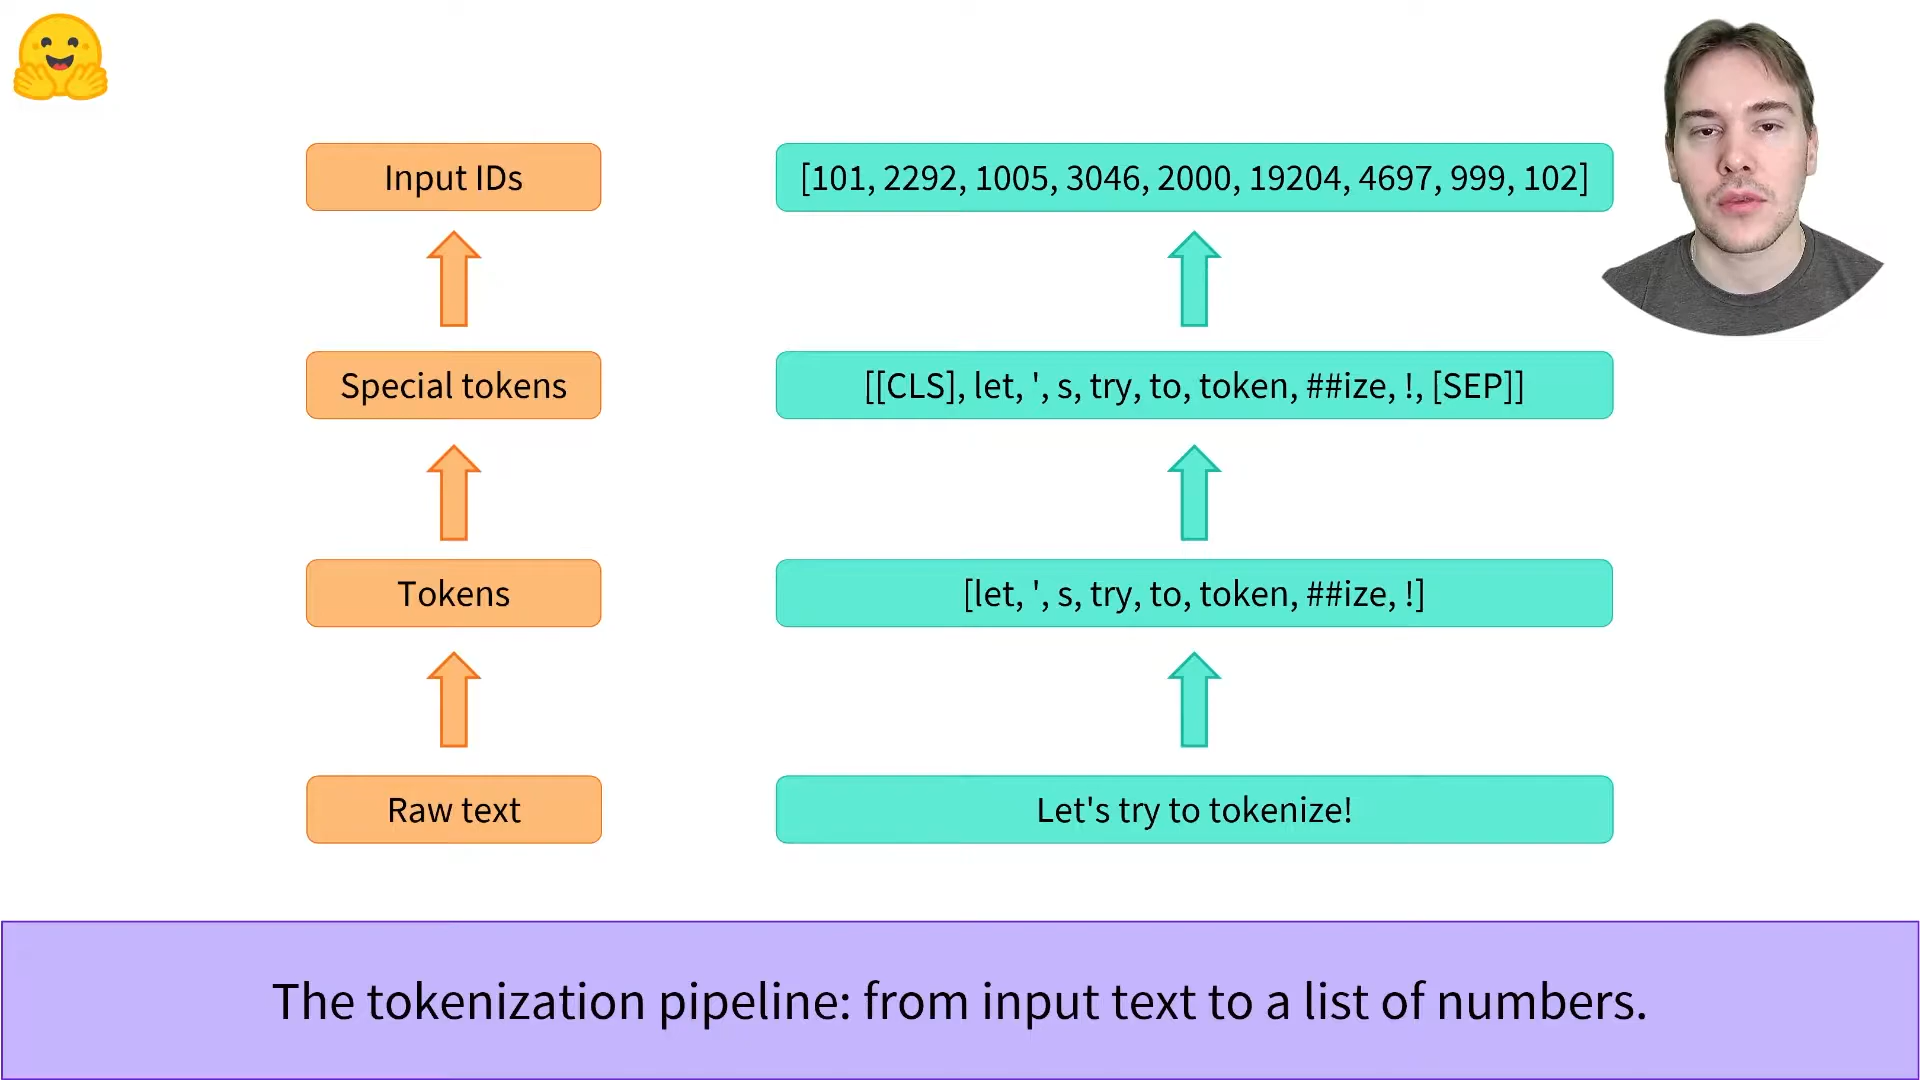 Input IDs
[101, 2292, 1005, 3046, 2000, 19204, 4697, 999, 102]
Special tokens
[[CLS], let, ', s, try, to, token, ##ize, !, [SEP]]
Tokens
[let, ', s, try, to, token, ##ize, !]
Raw text
Let's try to tokenize!
The tokenization pipeline: from input text to a list of numbers.